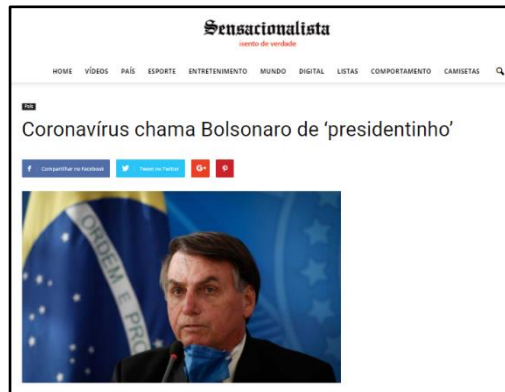 Sensacionalista
isento de verdade
HOME VÍDEOS PAÍS ESPORTE ENTRETENIMENTO MUNDO DIGITAL LISTAS COMPORTAMENTO CAMISETAS
País
Coronavírus chama Bolsonaro de ‘presidentinho’
Compartilhar no Facebook Tweet no Twitter G+
ORDEM E PRO